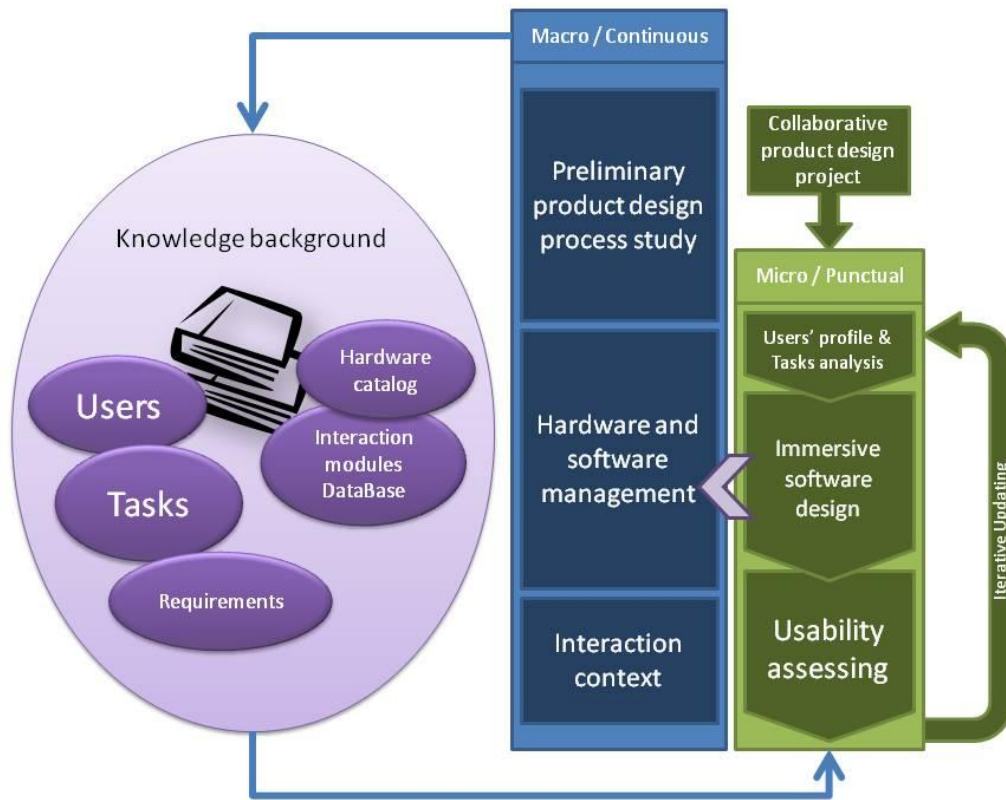 Macro / Continuous
Preliminary
product design
process study
Hardware and
software
management
Interaction
context
Collaborative
product design
project
Micro / Punctual
Users’ profile &
Tasks analysis
Immersive
software
design
Usability
assessing
Iterative Updating
Knowledge background
Hardware
catalog
Users
Interaction
modules
DataBase
Tasks
Requirements